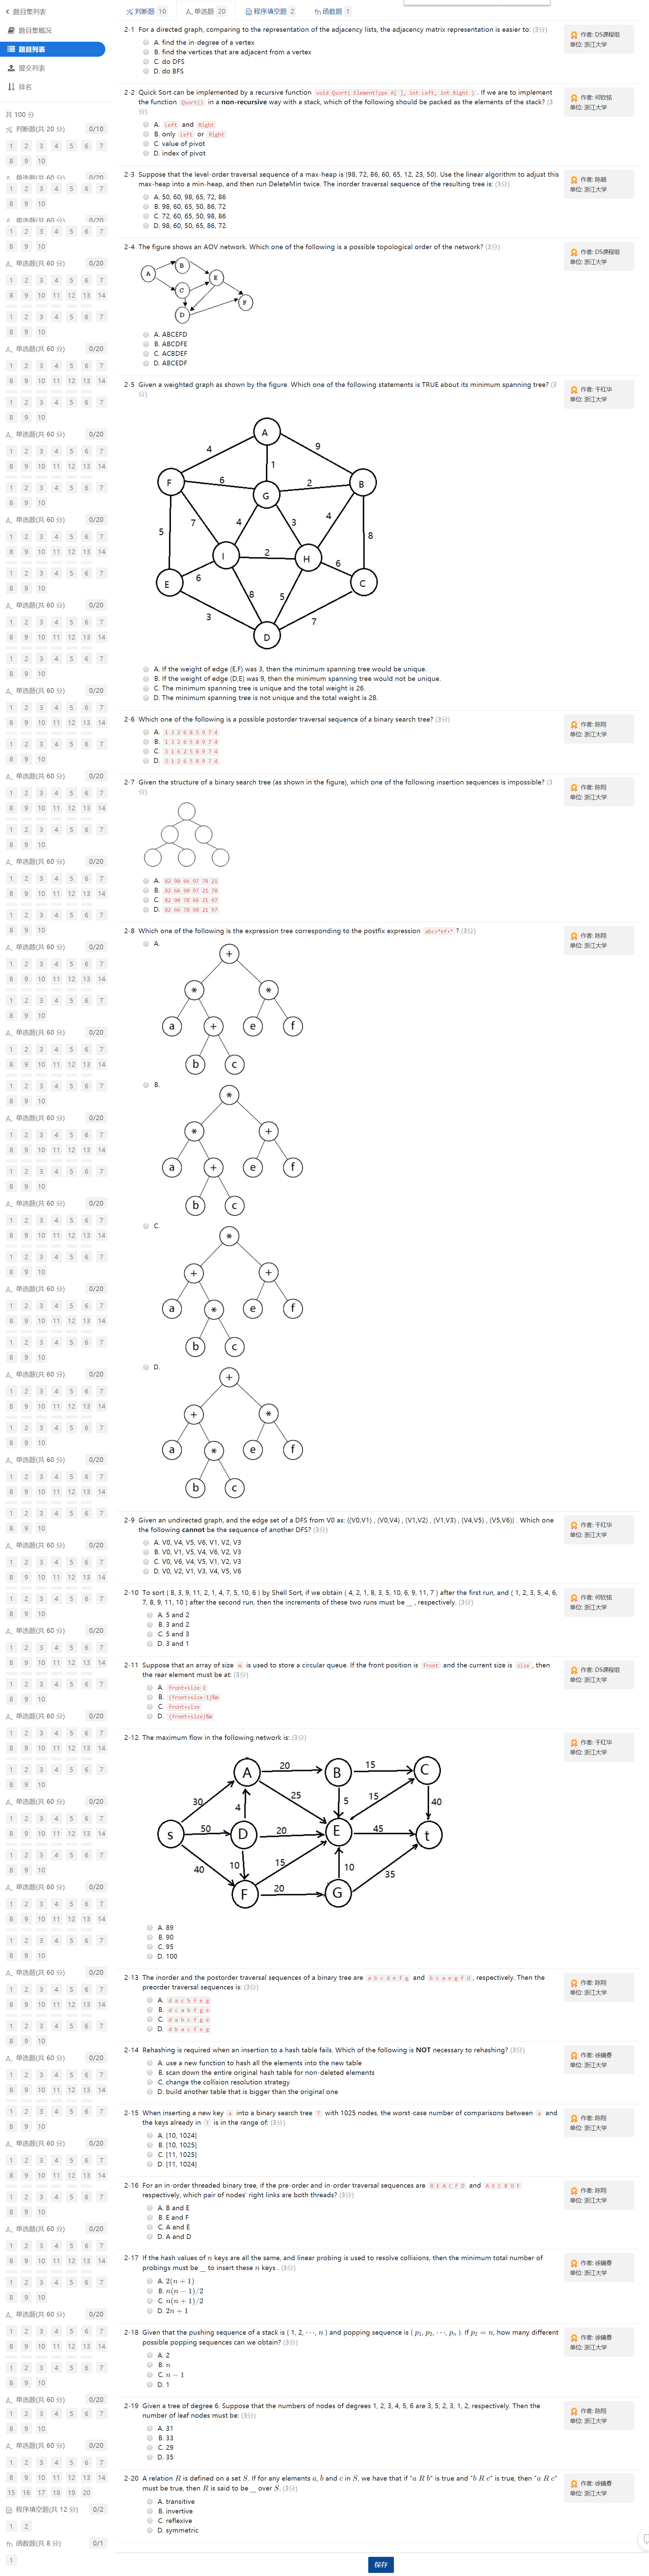 题目集列表
题目集概况
题目列表
提交列表
排名
共 100 分
判断题(共 20 分) 0/10
单选题(共 60 分) 0/20
程序填空题(共 12 分) 0/2
函数题(共 8 分) 0/1
判断题 10 单选题 20 程序填空题 2 函数题 1
2-1 For a directed graph, comparing to the representation of the adjacency lists, the adjacency matrix representation is easier to: (3分)
A. find the in-degree of a vertex
B. find the vertices that are adjacent from a vertex
C. do DFS
D. do BFS
作者: DS课程组
单位: 浙江大学
2-2 Quick Sort can be implemented by a recursive function void Qsort( ElementType A[ ], int Left, int Right ) . If we are to implement
the function Qsort() in a non-recursive way with a stack, which of the following should be packed as the elements of the stack? (3
分)
A. Left and Right
B. only Left or Right
C. value of pivot
D. index of pivot
作者: 何钦铭
单位: 浙江大学
2-3 Suppose that the level-order traversal sequence of a max-heap is {98, 72, 86, 60, 65, 12, 23, 50}. Use the linear algorithm to adjust this
max-heap into a min-heap, and then run DeleteMin twice. The inorder traversal sequence of the resulting tree is: (3分)
A. 50, 60, 98, 65, 72, 86
B. 98, 60, 65, 50, 86, 72
C. 72, 60, 65, 50, 98, 86
D. 98, 60, 50, 65, 86, 72
作者: 陈越
单位: 浙江大学
2-4 The figure shows an AOV network. Which one of the following is a possible topological order of the network? (3分)
A B C D E F
A. ABCEFD
B. ABCDFE
C. ACBDEF
D. ABCEDF
作者: DS课程组
单位: 浙江大学
2-5 Given a weighted graph as shown by the figure. Which one of the following statements is TRUE about its minimum spanning tree? (3
分)
A
4 9
1
F 6 2 B
G
7 4 3 4
5 8
I 2 H
6 6
E C
8 5
3 7
D
A. If the weight of edge (E,F) was 3, then the minimum spanning tree would be unique.
B. If the weight of edge (D,E) was 9, then the minimum spanning tree would not be unique.
C. The minimum spanning tree is unique and the total weight is 26.
D. The minimum spanning tree is not unique and the total weight is 28.
作者: 干红华
单位: 浙江大学
2-6 Which one of the following is a possible postorder traversal sequence of a binary search tree? (3分)
A. 1 3 2 6 8 5 9 7 4
B. 1 3 2 6 5 8 9 7 4
C. 3 1 6 2 5 8 9 7 4
D. 3 1 2 6 5 8 9 7 4
作者: 陈翔
单位: 浙江大学
2-7 Given the structure of a binary search tree (as shown in the figure), which one of the following insertion sequences is impossible? (3
分)
A. 82 90 66 97 78 21
B. 82 66 90 97 21 78
C. 82 90 78 66 21 97
D. 82 66 78 90 21 97
作者: 陈翔
单位: 浙江大学
2-8 Which one of the following is the expression tree corresponding to the postfix expression abc+*ef+* ? (3分)
A.
+
* *
a + e f
b c
B.
*
* +
a + e f
b c
C.
*
+ +
a * e f
b c
D.
+
+ *
a * e f
b c
作者: 陈翔
单位: 浙江大学
2-9 Given an undirected graph, and the edge set of a DFS from V0 as: {(V0,V1) , (V0,V4) , (V1,V2) , (V1,V3) , (V4,V5) , (V5,V6)} . Which one
the following cannot be the sequence of another DFS? (3分)
A. V0, V4, V5, V6, V1, V2, V3
B. V0, V1, V5, V4, V6, V2, V3
C. V0, V6, V4, V5, V1, V2, V3
D. V0, V2, V1, V3, V4, V5, V6
作者: 干红华
单位: 浙江大学
2-10 To sort { 8, 3, 9, 11, 2, 1, 4, 7, 5, 10, 6 } by Shell Sort, if we obtain ( 4, 2, 1, 8, 3, 5, 10, 6, 9, 11, 7 ) after the first run, and ( 1, 2, 3, 5, 4, 6,
7, 8, 9, 11, 10 ) after the second run, then the increments of these two runs must be __ , respectively. (3分)
A. 5 and 2
B. 3 and 2
C. 5 and 3
D. 3 and 1
作者: 何钦铭
单位: 浙江大学
2-11 Suppose that an array of size m is used to store a circular queue. If the front position is front and the current size is size , then
the rear element must be at: (3分)
A. front+size-1
B. (front+size-1)%m
C. front+size
D. (front+size)%m
作者: DS课程组
单位: 浙江大学
2-12 The maximum flow in the following network is: (3分)
A 20 B 15 C
30 25 5 15 40
4
s 50 D 20 E 45 t
40 10 15 10 35
F 20 G
A. 89
B. 90
C. 95
D. 100
作者: 干红华
单位: 浙江大学
2-13 The inorder and the postorder traversal sequences of a binary tree are a b c d e f g and b c a e g f d , respectively. Then the
preorder traversal sequences is: (3分)
A. d a c b f e g
B. d c a b f g e
C. d a b c f g e
D. d b a c f e g
作者: 陈翔
单位: 浙江大学
2-14 Rehashing is required when an insertion to a hash table fails. Which of the following is NOT necessary to rehashing? (3分)
A. use a new function to hash all the elements into the new table
B. scan down the entire original hash table for non-deleted elements
C. change the collision resolution strategy
D. build another table that is bigger than the original one
作者: 徐镜春
单位: 浙江大学
2-15 When inserting a new key a into a binary search tree T with 1025 nodes, the worst-case number of comparisons between a and
the keys already in T is in the range of: (3分)
A. [10, 1024]
B. [10, 1025]
C. [11, 1025]
D. [11, 1024]
作者: 陈翔
单位: 浙江大学
2-16 For an in-order threaded binary tree, if the pre-order and in-order traversal sequences are B E A C F D and A E C B D F
respectively, which pair of nodes' right links are both threads? (3分)
A. B and E
B. E and F
C. A and E
D. A and D
作者: 陈翔
单位: 浙江大学
2-17 If the hash values of n keys are all the same, and linear probing is used to resolve collisions, then the minimum total number of
probings must be __ to insert these n keys . (3分)
A. 2(n + 1)
B. n(n − 1)/2
C. n(n + 1)/2
D. 2n + 1
作者: 徐镜春
单位: 浙江大学
2-18 Given that the pushing sequence of a stack is { 1, 2, ···, n } and popping sequence is { p1, p2, ···, pn }. If p2 = n, how many different
possible popping sequences can we obtain? (3分)
A. 2
B. n
C. n − 1
D. 1
作者: 徐镜春
单位: 浙江大学
2-19 Given a tree of degree 6. Suppose that the numbers of nodes of degrees 1, 2, 3, 4, 5, 6 are 3, 5, 2, 3, 1, 2, respectively. Then the
number of leaf nodes must be: (3分)
A. 31
B. 33
C. 29
D. 35
作者: 陈翔
单位: 浙江大学
2-20 A relation R is defined on a set S. If for any elements a, b and c in S, we have that if "a R b" is true and "b R c" is true, then "a R c"
must be true, then R is said to be __ over S. (3分)
A. transitive
B. invertive
C. reflexive
D. symmetric
作者: 徐镜春
单位: 浙江大学
保存